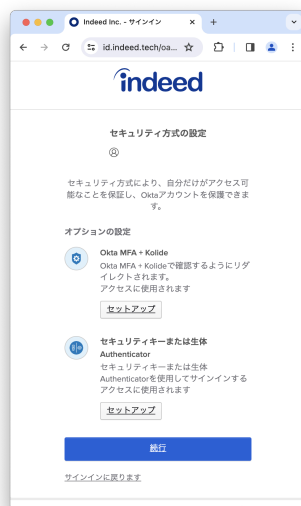 Indeed Inc. - サインイン
id.indeed.tech/oa...
indeed
セキュリティ方式の設定
セキュリティ方式により、自分だけがアクセス可
能なことを保証し、Oktaアカウントを保護できま
す。
オプションの設定
Okta MFA + Kolide
Okta MFA + Kolideで確認するようにリダ
イレクトされます。
アクセスに使用されます
セットアップ
セキュリティキーまたは生体
Authenticator
セキュリティキーまたは生体
Authenticatorを使用してサインインする
アクセスに使用されます
セットアップ
続行
サインインに戻ります